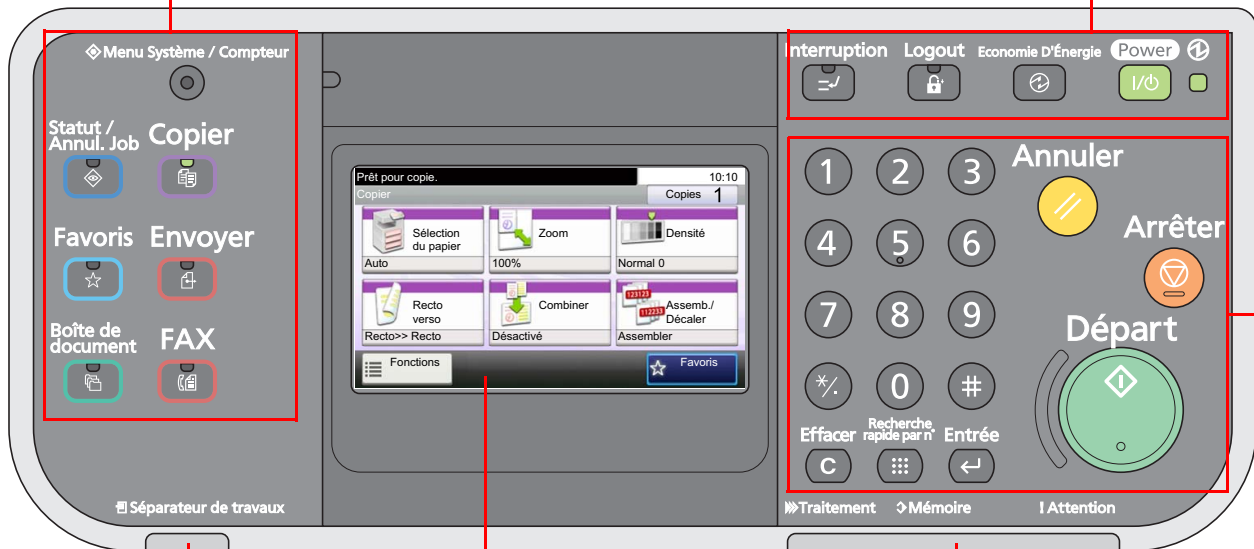 Menu Système / Compteur
Statut /
Annul. Job
Copier
Favoris
Envoyer
Boîte de
document
FAX
Séparateur de travaux
Prêt pour copie.
10:10
Copier
Copies 1
Sélection
du papier
Auto
Zoom
100%
Densité
Normal 0
Recto
verso
Recto>> Recto
Combiner
Désactivé
123123
112233
Assemb./
Décaler
Assembler
Fonctions
Favoris
Interruption
Logout
Economie D'Énergie
Power
1
2
3
4
5
6
7
8
9
*/.
0
#
Annuler
Arrêter
Départ
Effacer
Recherche
rapide par n°
Entrée
C
Traitement
Mémoire
! Attention